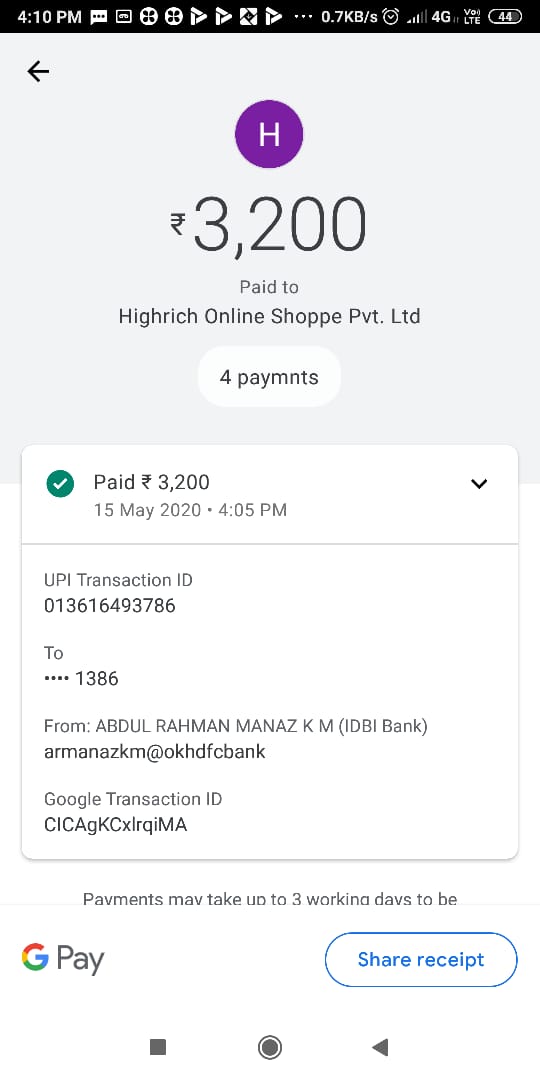 4:10 PM 0.7KB/s 4G Vo) LTE 44
H
₹3,200
Paid to
Highrich Online Shoppe Pvt. Ltd
4 paymnts
Paid ₹ 3,200
15 May 2020 • 4:05 PM
UPI Transaction ID
013616493786
To
•••• 1386
From: ABDUL RAHMAN MANAZ K M (IDBI Bank)
armanazkm@okhdfcbank
Google Transaction ID
CICAgKCxlrqiMA
Payments may take up to 3 working days to be
G Pay
Share receipt